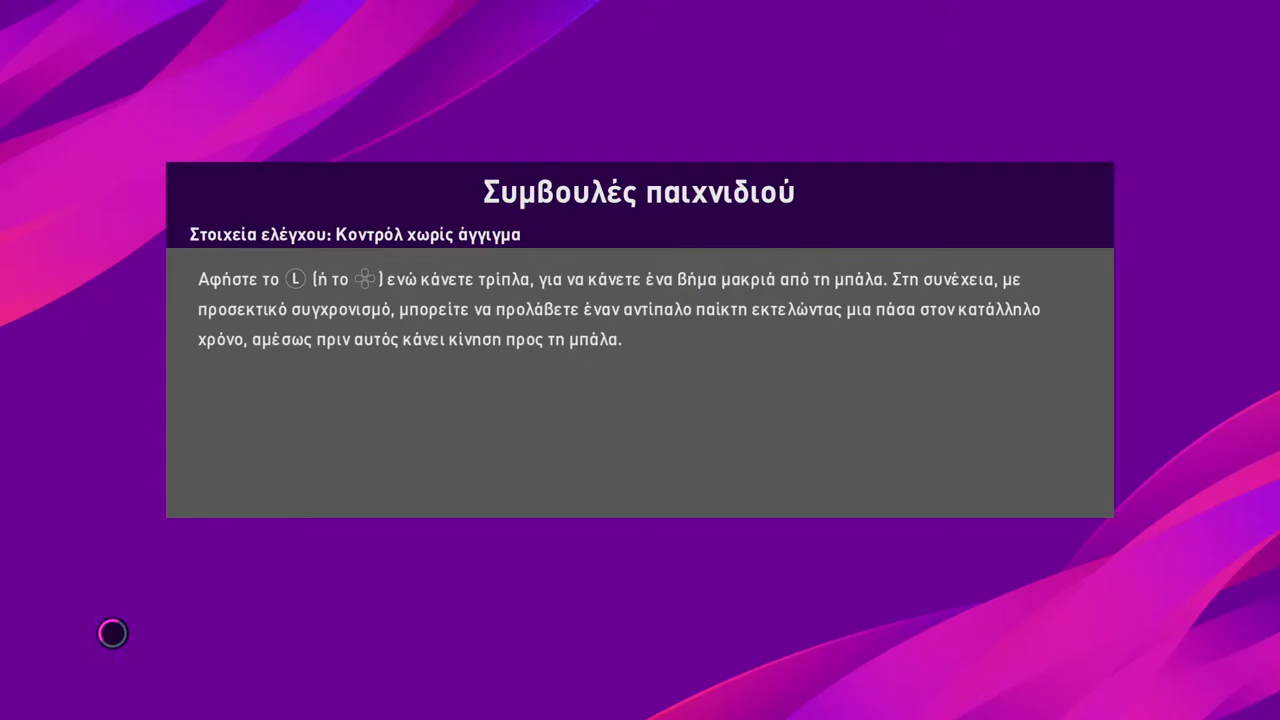 Συμβουλές παιχνιδιού
Στοιχεία ελέγχου: Κοντρόλ χωρίς άγγιγμα
Αφήστε το Ⓛ (ή το ) ενώ κάνετε τρίπλα, για να κάνετε ένα βήμα μακριά από τη μπάλα. Στη συνέχεια, με
προσεκτικό συγχρονισμό, μπορείτε να προλάβετε έναν αντίπαλο παίκτη εκτελώντας μια πάσα στον κατάλληλο
χρόνο, αμέσως πριν αυτός κάνει κίνηση προς τη μπάλα.